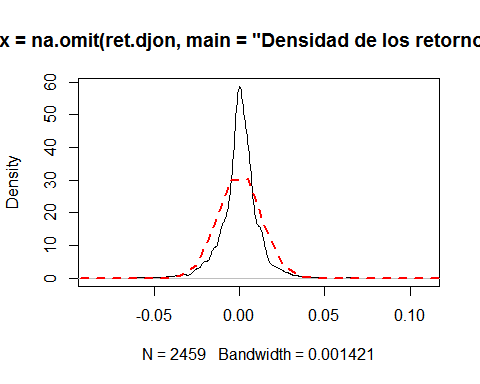 x = na.omit(ret.djon, main = "Densidad de los retorno
60
50
40
30
20
10
0
Density
-0.05 0.00 0.05 0.10
N = 2459 Bandwidth = 0.001421